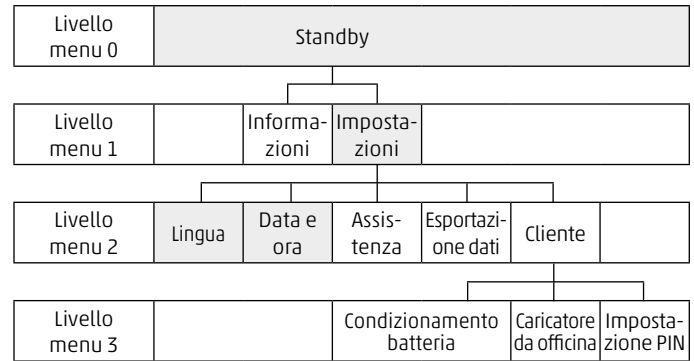 Livello
menu 0
Standby
Livello
menu 1
Informa-
zioni
Imposta-
zioni
Livello
menu 2
Lingua
Data e
ora
Assis-
tenza
Esportazi-
one dati
Cliente
Livello
menu 3
Condizionamento
batteria
Caricatore
da officina
Imposta-
zione PIN